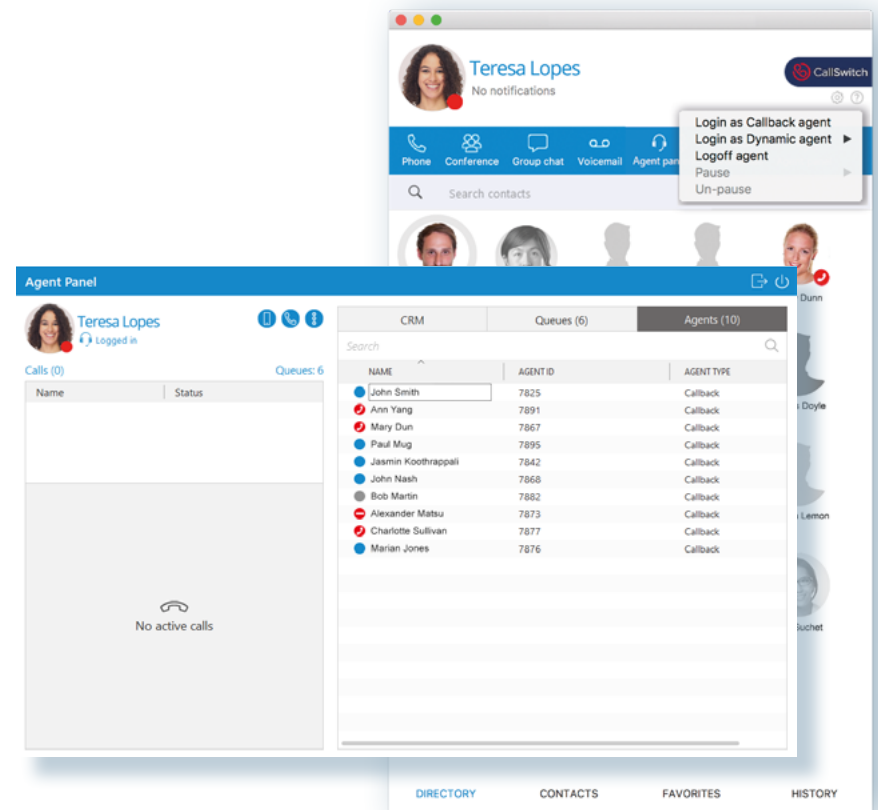 Teresa Lopes
No notifications
CallSwitch
Login as Callback agent
Login as Dynamic agent
Logoff agent
Pause
Un-pause
Phone Conference Group chat Voicemail Agent pan
Search contacts
Dunn
Doyle
Lemon
Suchet
Agent Panel
Teresa Lopes
Logged in
Calls (0) Queues: 6
Name Status
No active calls
CRM Queues (6) Agents (10)
Search
NAME AGENT ID AGENT TYPE
John Smith 7825 Callback
Ann Yang 7891 Callback
Mary Dun 7867 Callback
Paul Mug 7895 Callback
Jasmin Koothrappali 7842 Callback
John Nash 7868 Callback
Bob Martin 7882 Callback
Alexander Matsu 7873 Callback
Charlotte Sullivan 7877 Callback
Marian Jones 7876 Callback
DIRECTORY CONTACTS FAVORITES HISTORY